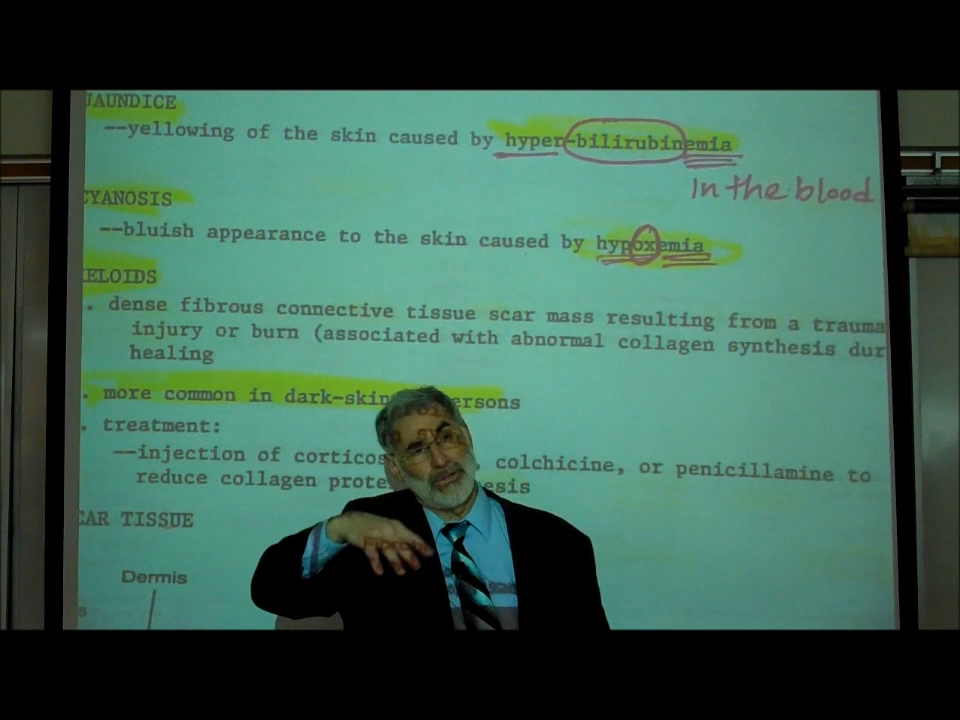 JAUNDICE
--yellowing of the skin caused by hyper-bilirubinemia
In the blood
CYANOSIS
--bluish appearance to the skin caused by hypoxemia
ELOIDS
. dense fibrous connective tissue scar mass resulting from a trauma
injury or burn (associated with abnormal collagen synthesis dur
healing
. more common in dark-skin ersons
. treatment:
--injection of corticos , colchicine, or penicillamine to
reduce collagen prote esis
CAR TISSUE
Dermis